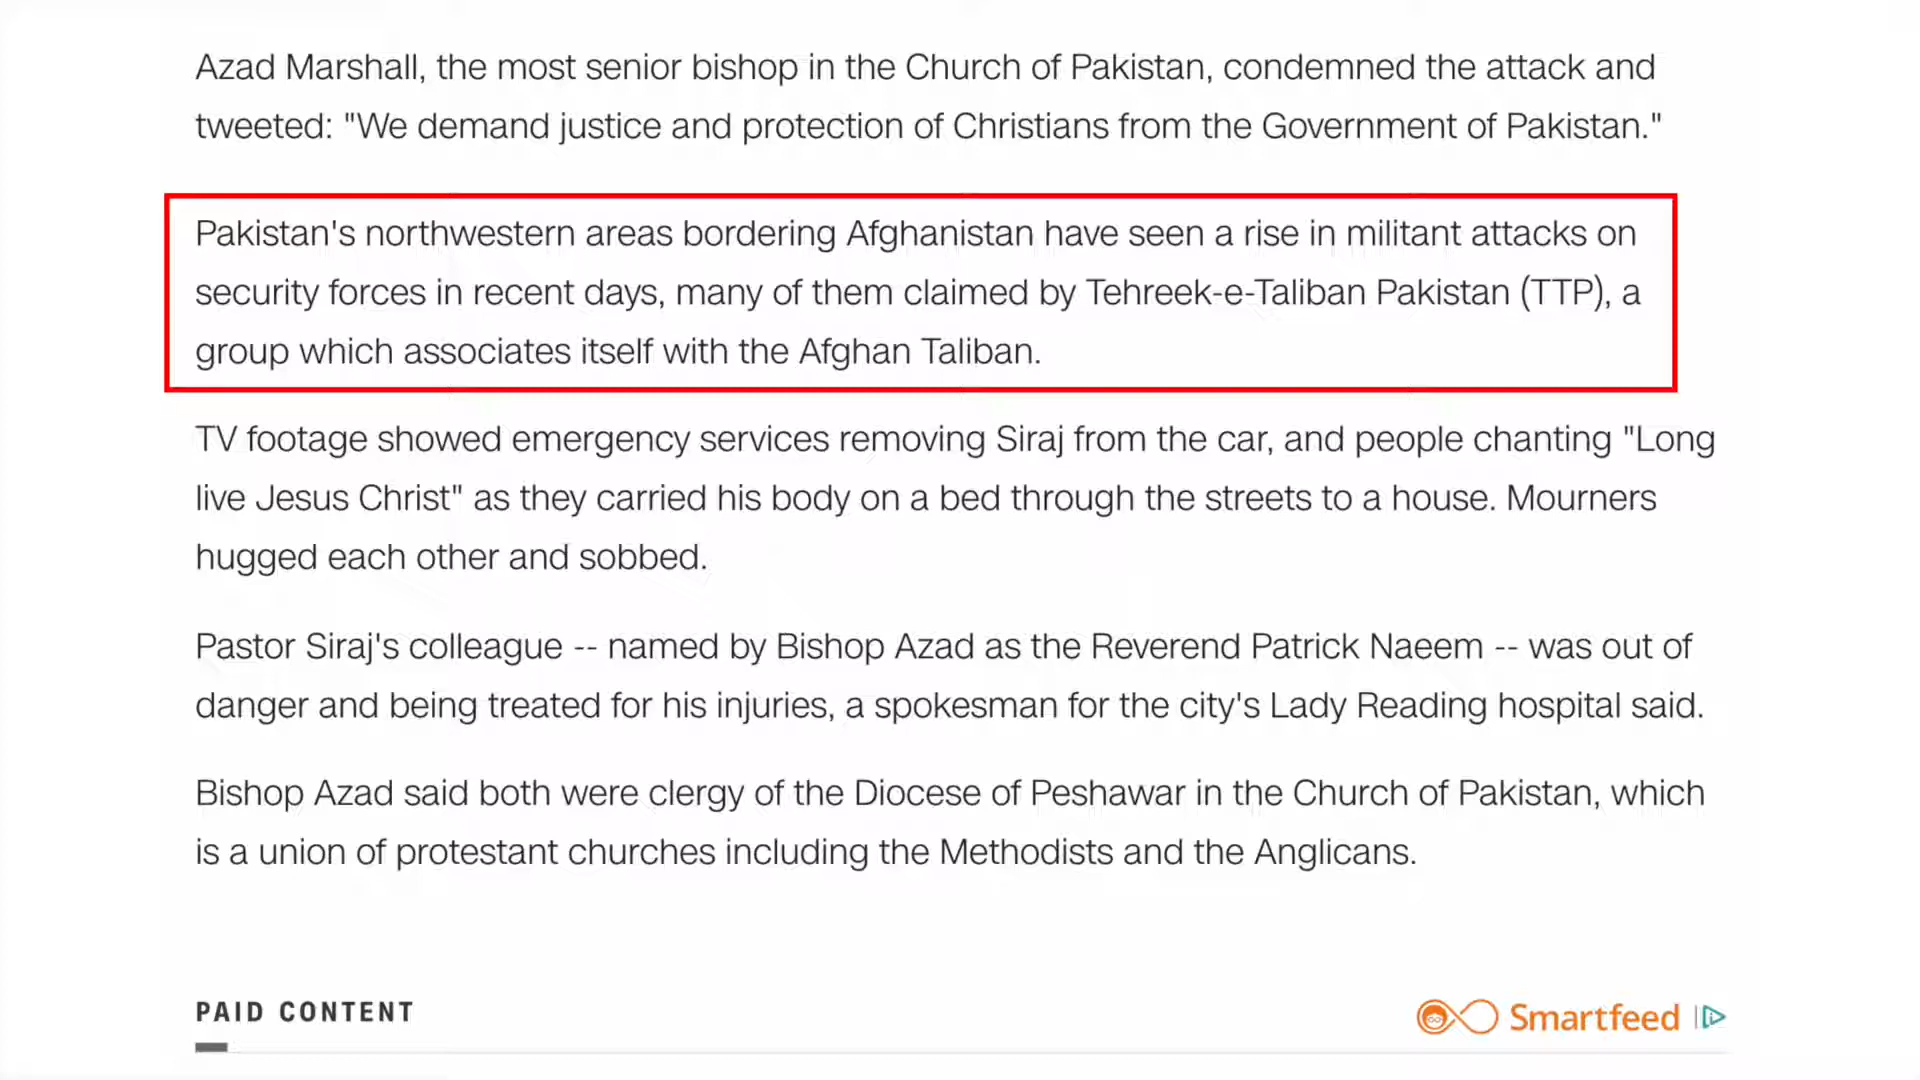 Azad Marshall, the most senior bishop in the Church of Pakistan, condemned the attack and
tweeted: "We demand justice and protection of Christians from the Government of Pakistan."
Pakistan's northwestern areas bordering Afghanistan have seen a rise in militant attacks on
security forces in recent days, many of them claimed by Tehreek-e-Taliban Pakistan (TTP), a
group which associates itself with the Afghan Taliban.
TV footage showed emergency services removing Siraj from the car, and people chanting "Long
live Jesus Christ" as they carried his body on a bed through the streets to a house. Mourners
hugged each other and sobbed.
Pastor Siraj's colleague -- named by Bishop Azad as the Reverend Patrick Naeem -- was out of
danger and being treated for his injuries, a spokesman for the city's Lady Reading hospital said.
Bishop Azad said both were clergy of the Diocese of Peshawar in the Church of Pakistan, which
is a union of protestant churches including the Methodists and the Anglicans.
PAID CONTENT
Smartfeed